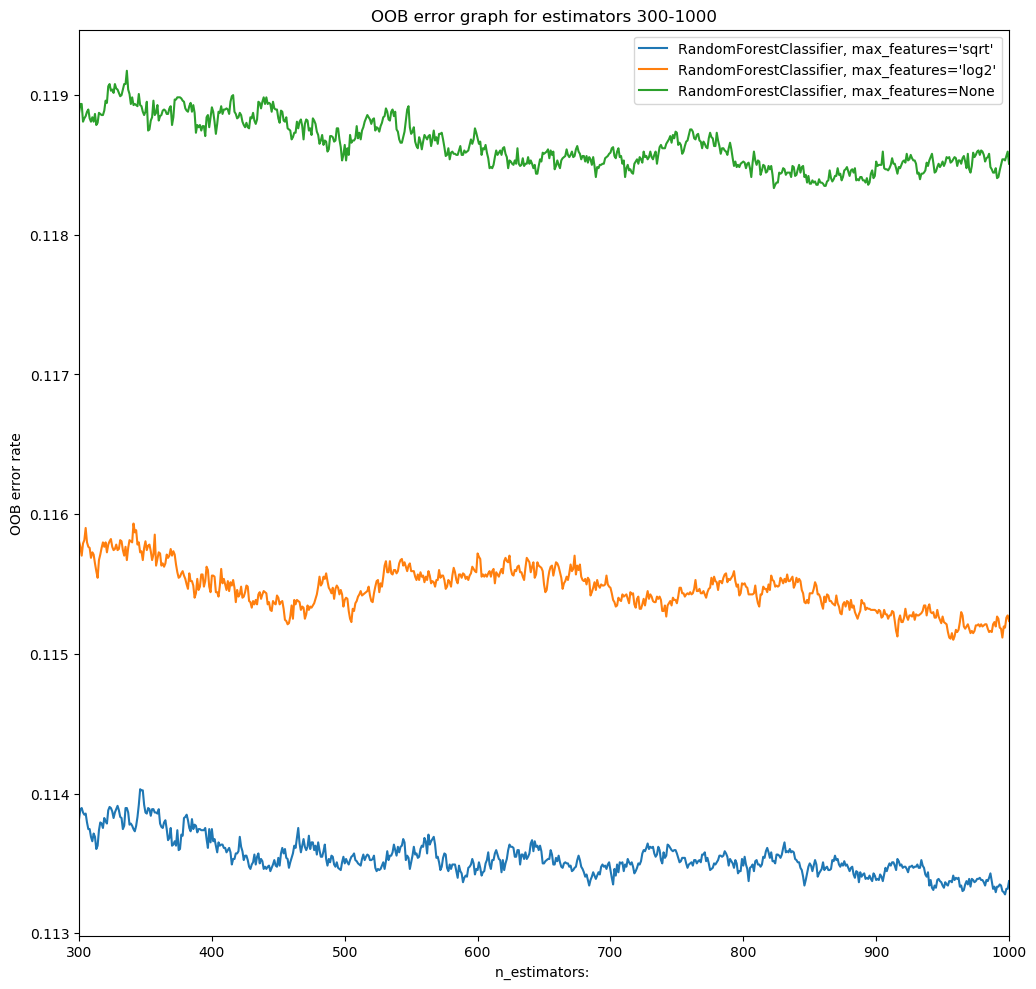 OOB error graph for estimators 300-1000
RandomForestClassifier, max_features='sqrt'
RandomForestClassifier, max_features='log2'
RandomForestClassifier, max_features=None
0.119
0.118
0.117
0.116
0.115
0.114
0.113
OOB error rate
300 400 500 600 700 800 900 1000
n_estimators: